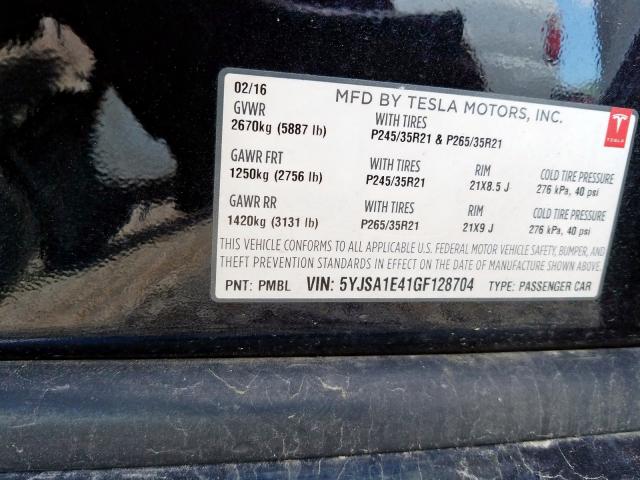 02/16 MFD BY TESLA MOTORS, INC.
GVWR WITH TIRES
2670kg (5887 lb) P245/35R21 & P265/35R21
TESLA
GAWR FRT WITH TIRES RIM COLD TIRE PRESSURE
1250kg (2756 lb) P245/35R21 21X8.5 J 276 kPa, 40 psi
GAWR RR WITH TIRES RIM COLD TIRE PRESSURE
1420kg (3131 lb) P265/35R21 21X9 J 276 kPa, 40 psi
THIS VEHICLE CONFORMS TO ALL APPLICABLE U.S. FEDERAL MOTOR VEHICLE SAFETY, BUMPER, AND
THEFT PREVENTION STANDARDS IN EFFECT ON THE DATE OF MANUFACTURE SHOWN ABOVE.
PNT: PMBL VIN: 5YJSA1E41GF128704 TYPE: PASSENGER CAR